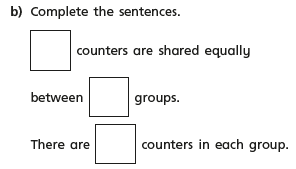 b) Complete the sentences.
counters are shared equally
between groups.
There are counters in each group.